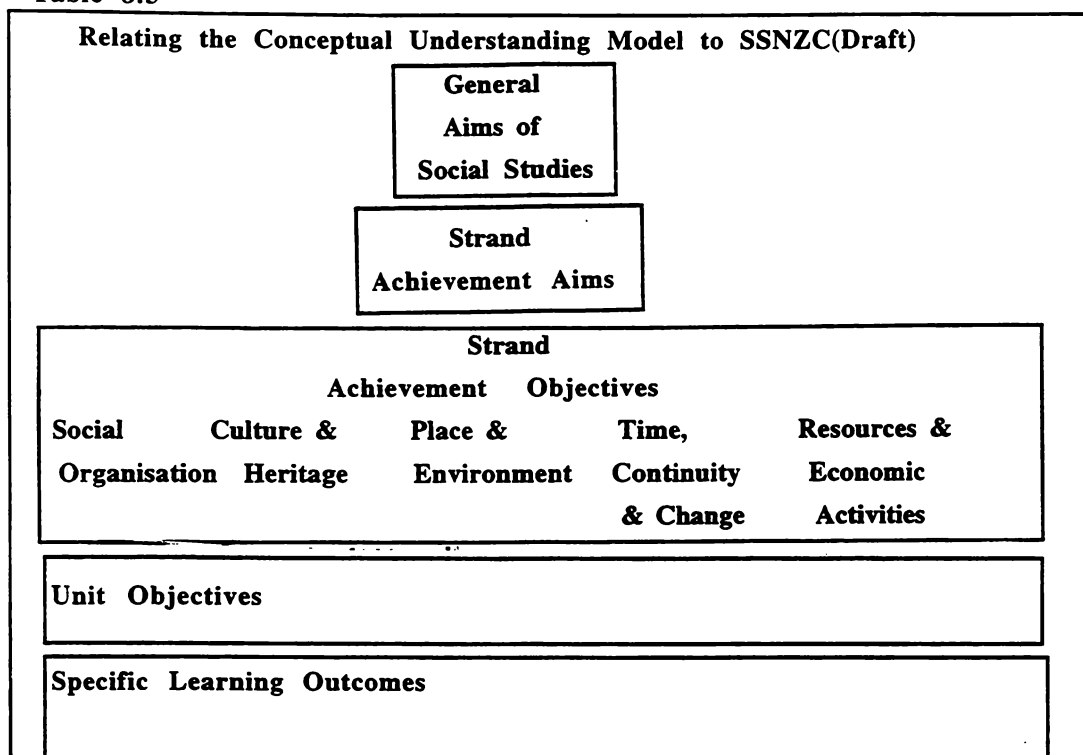 Relating the Conceptual Understanding Model to SSNZC(Draft)
General
Aims of
Social Studies
Strand
Achievement Aims
Strand
Achievement Objectives
Social Culture & Place & Time, Resources &
Organisation Heritage Environment Continuity Economic
& Change Activities
Unit Objectives
Specific Learning Outcomes